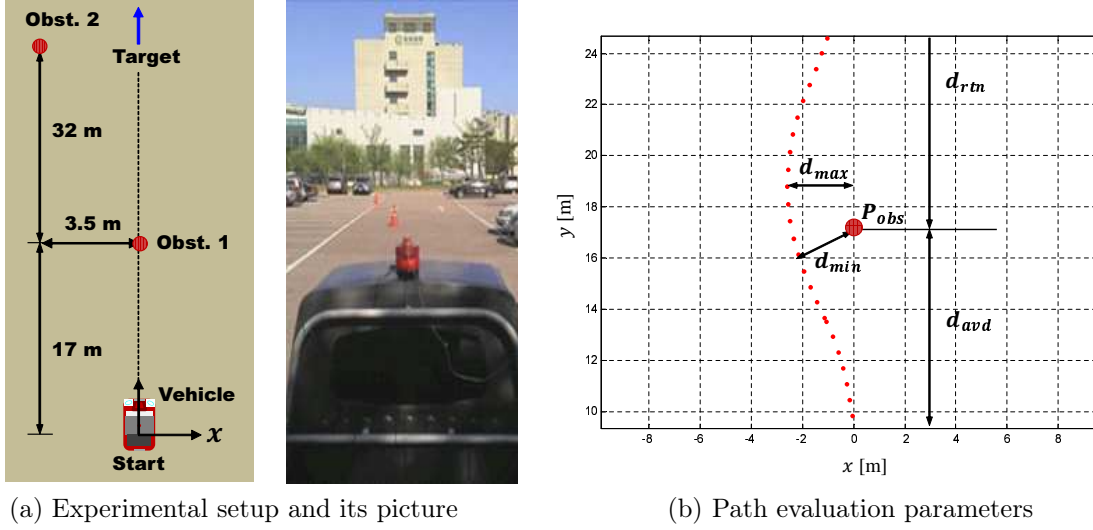 Obst. 2
Target
32 m
3.5 m
Obst. 1
17 m
Vehicle
x
Start
(a) Experimental setup and its picture
24
22
20
18
16
14
12
10
y [m]
d_rtn
d_max
P_obs
d_min
d_avd
-8 -6 -4 -2 0 2 4 6 8
x [m]
(b) Path evaluation parameters